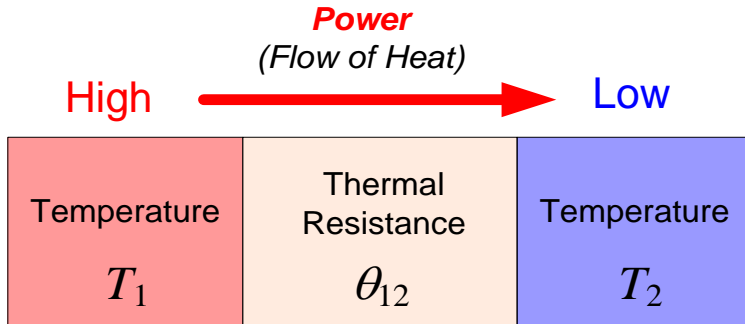 Power
(Flow of Heat)
High
Low
Temperature
T₁
Thermal
Resistance
θ₁₂
Temperature
T₂